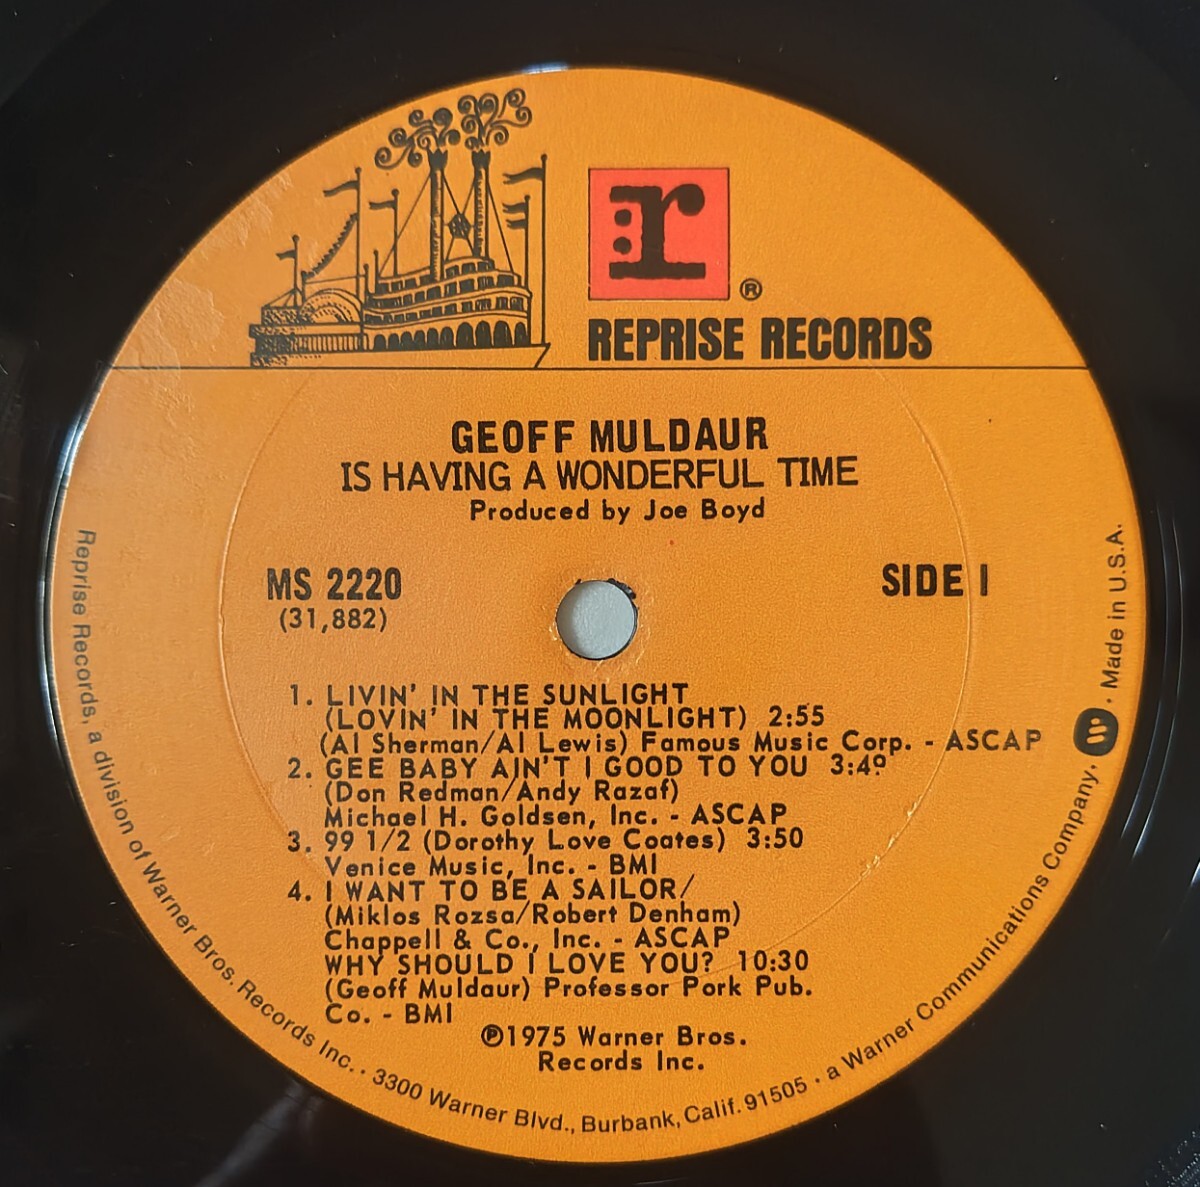 r
®
REPRISE RECORDS
GEOFF MULDAUR
IS HAVING A WONDERFUL TIME
Produced by Joe Boyd
MS 2220
(31,882)
SIDE 1
1. LIVIN' IN THE SUNLIGHT
(LOVIN' IN THE MOONLIGHT) 2:55
(Al Sherman/Al Lewis) Famous Music Corp. - ASCAP
2. GEE BABY AIN'T I GOOD TO YOU 3:49
(Don Redman/Andy Razaf)
Michael H. Goldsen, Inc. - ASCAP
3. 99 1/2 (Dorothy Love Coates) 3:50
Venice Music, Inc. - BMI
4. I WANT TO BE A SAILOR/
(Miklos Rozsa/Robert Denham)
Chappell & Co., Inc. - ASCAP
WHY SHOULD I LOVE YOU? 10:30
(Geoff Muldaur) Professor Pork Pub.
Co. - BMI
℗1975 Warner Bros.
Records Inc.
Reprise Records, a division of Warner Bros. Records Inc. · 3300 Warner Blvd., Burbank, Calif. 91505 · a Warner Communications Company, W · Made in U.S.A.